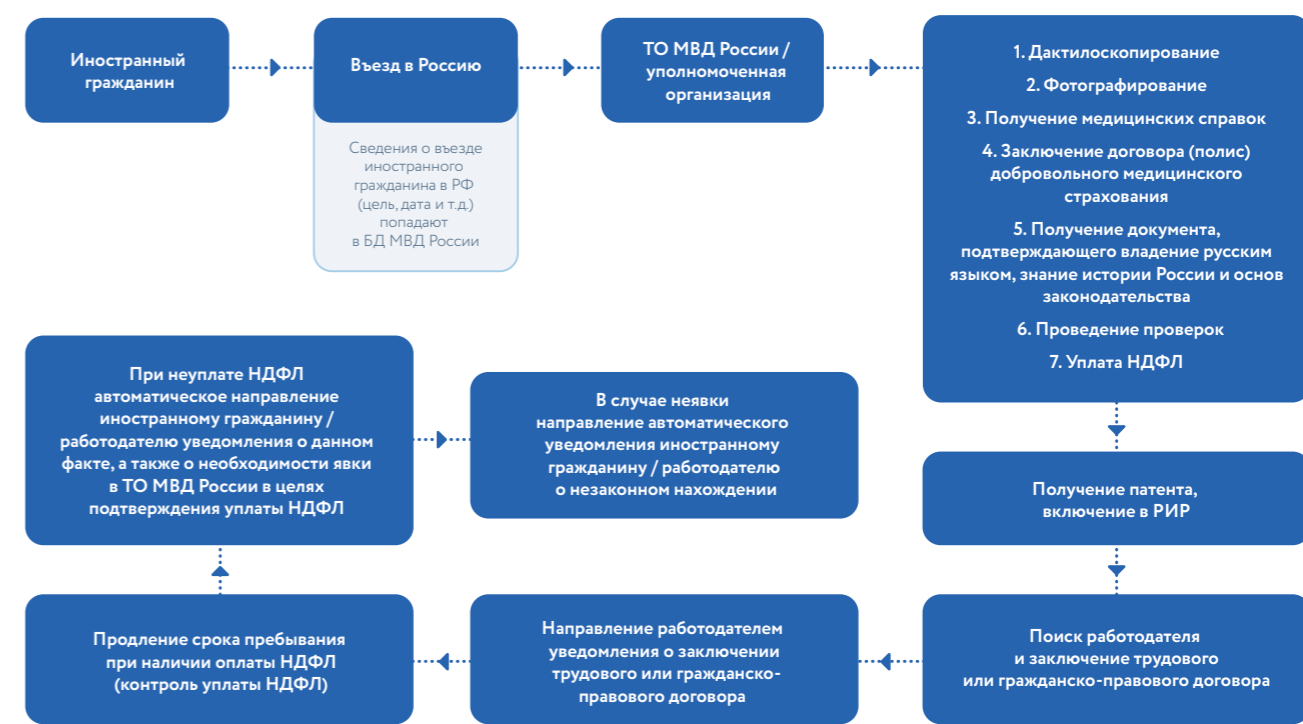 Иностранный
гражданин
Въезд в Россию
Сведения о въезде
иностранного
гражданина в РФ
(цель, дата и т.д.)
попадают
в БД МВД России
ТО МВД России /
уполномоченная
организация
1. Дактилоскопирование
2. Фотографирование
3. Получение медицинских справок
4. Заключение договора (полис)
добровольного медицинского
страхования
5. Получение документа,
подтверждающего владение русским
языком, знание истории России и основ
законодательства
6. Проведение проверок
7. Уплата НДФЛ
Получение патента,
включение в РИР
Поиск работодателя
и заключение трудового
или гражданско-правового договора
Направление работодателем
уведомления о заключении
трудового или гражданско-
правового договора
Продление срока пребывания
при наличии оплаты НДФЛ
(контроль уплаты НДФЛ)
При неуплате НДФЛ
автоматическое направление
иностранному гражданину /
работодателю уведомления о данном
факте, а также о необходимости явки
в ТО МВД России в целях
подтверждения уплаты НДФЛ
В случае неявки
направление автоматического
уведомления иностранному
гражданину / работодателю
о незаконном нахождении